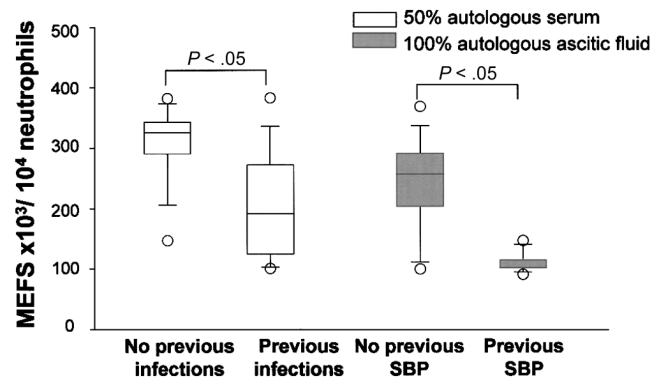 50% autologous serum
100% autologous ascitic fluid
MEFS x10³/ 10⁴ neutrophils
500
400
300
200
100
0
P < .05
P < .05
No previous infections
Previous infections
No previous SBP
Previous SBP